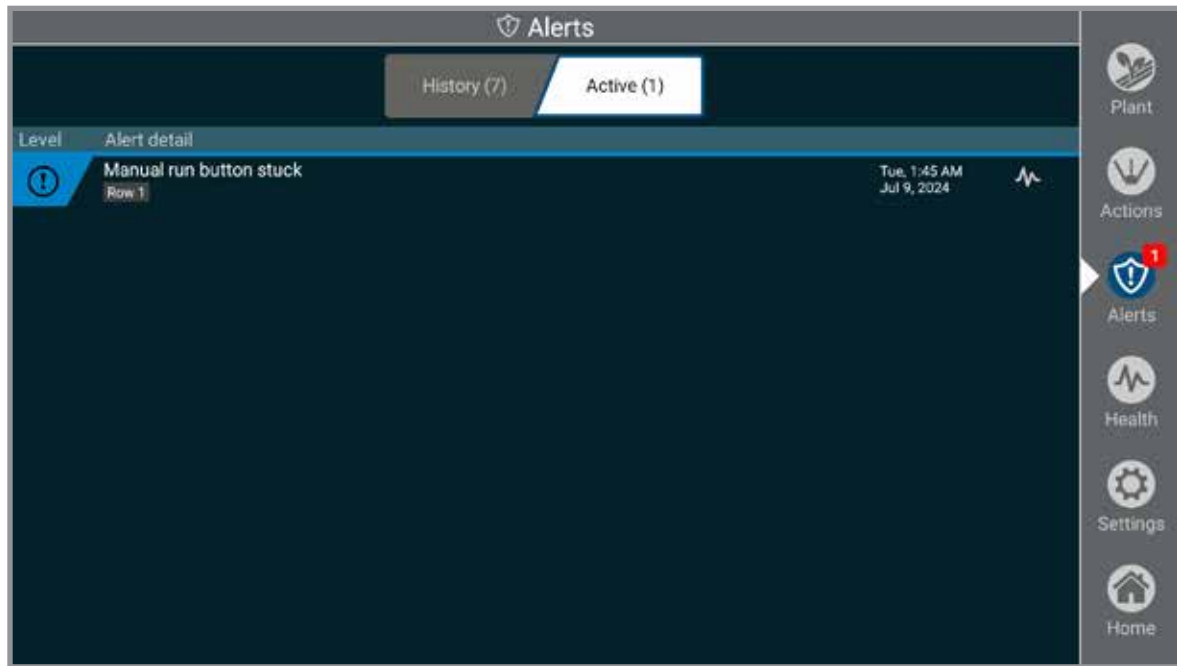 Alerts
History (7)
Active (1)
Level Alert detail
Manual run button stuck
Row 1
Tue, 1:45 AM
Jul 9, 2024
Plant
Actions
1
Alerts
Health
Settings
Home